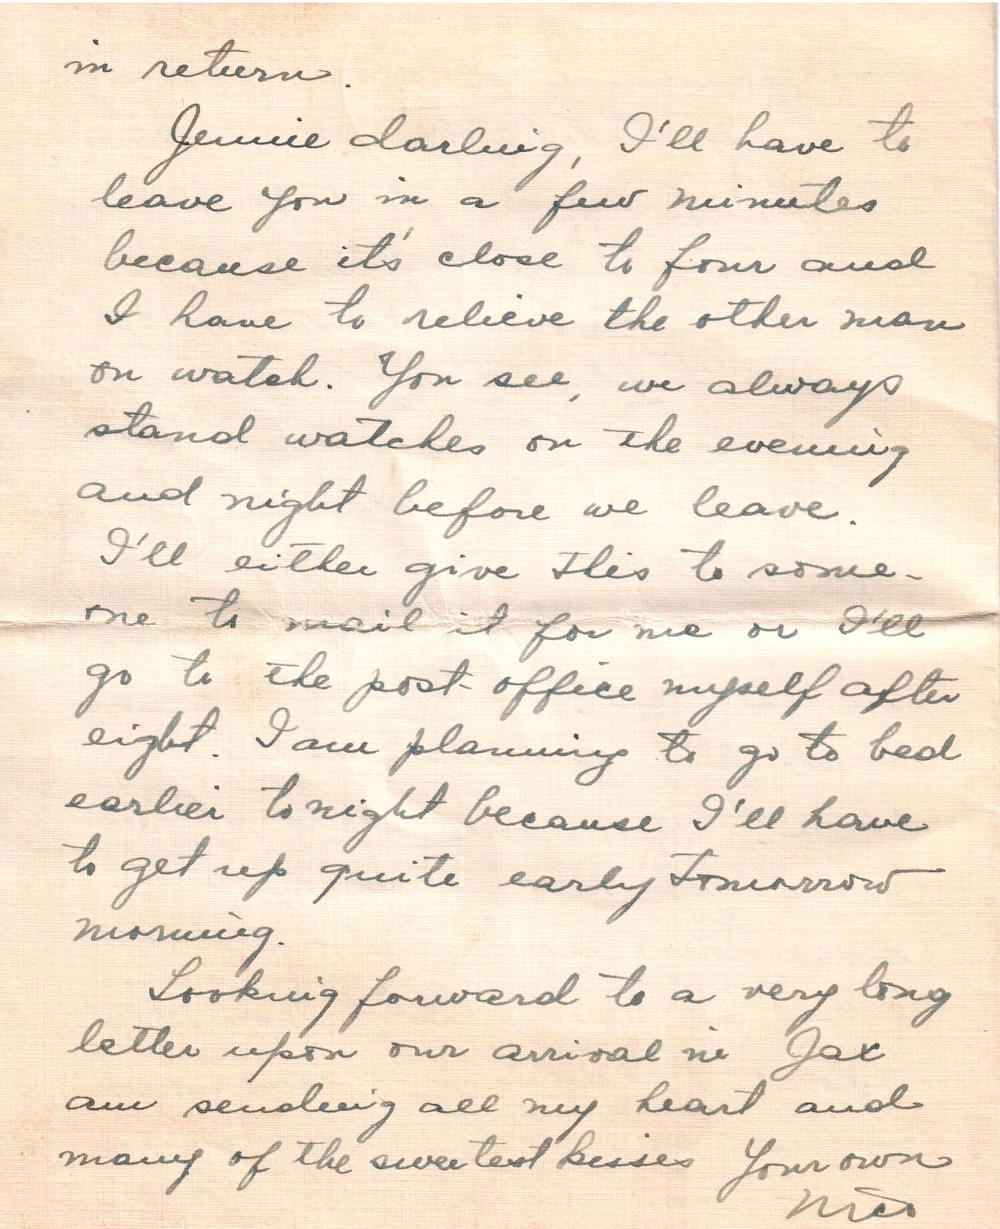 in return.
Jennie darling, I'll have to
leave you in a few minutes
because it's close to four and
I have to relieve the other man
on watch. You see, we always
stand watches on the evening
and night before we leave.
I'll either give this to some-
one to mail it for me or I'll
go to the post-office myself after
eight. I am planning to go to bed
earlier tonight because I'll have
to get up quite early tomorrow
morning.
Looking forward to a very long
letter upon our arrival in Jax
am sending all my heart and
many of the sweetest kisses Your own